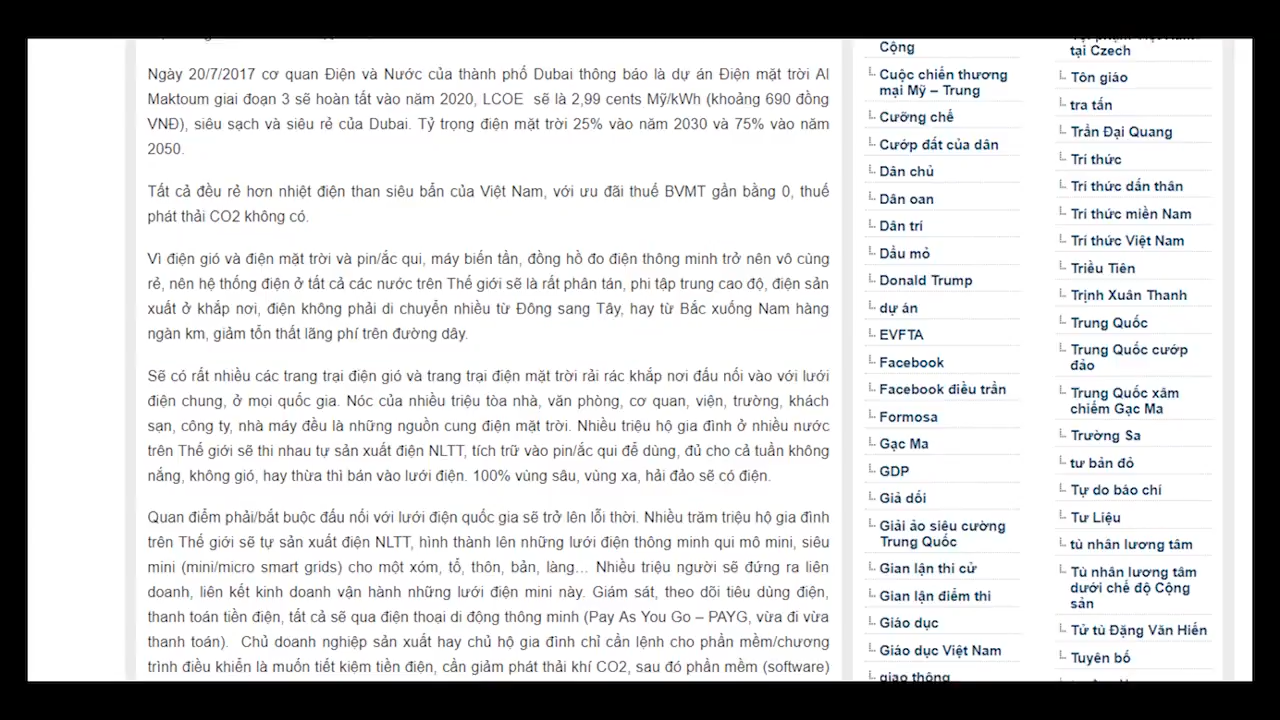 Ngày 20/7/2017 cơ quan Điện và Nước của thành phố Dubai thông báo là dự án Điện mặt trời Al
Maktoum giai đoạn 3 sẽ hoàn tất vào năm 2020, LCOE sẽ là 2,99 cents Mỹ/kWh (khoảng 690 đồng
VNĐ), siêu sạch và siêu rẻ của Dubai. Tỷ trọng điện mặt trời 25% vào năm 2030 và 75% vào năm
2050.
Tất cả đều rẻ hơn nhiệt điện than siêu bẩn của Việt Nam, với ưu đãi thuế BVMT gần bằng 0, thuế
phát thải CO2 không có.
Vì điện gió và điện mặt trời và pin/ắc qui, máy biến tần, đồng hồ đo điện thông minh trở nên vô cùng
rẻ, nên hệ thống điện ở tất cả các nước trên Thế giới sẽ là rất phân tán, phi tập trung cao độ, điện sản
xuất ở khắp nơi, điện không phải di chuyển nhiều từ Đông sang Tây, hay từ Bắc xuống Nam hàng
ngàn km, giảm tổn thất lãng phí trên đường dây.
Sẽ có rất nhiều các trang trại điện gió và trang trại điện mặt trời rải rác khắp nơi đấu nối vào với lưới
điện chung, ở mọi quốc gia. Nóc của nhiều triệu tòa nhà, văn phòng, cơ quan, viện, trường, khách
sạn, công ty, nhà máy đều là những nguồn cung điện mặt trời. Nhiều triệu hộ gia đình ở nhiều nước
trên Thế giới sẽ thi nhau tự sản xuất điện NLTT, tích trữ vào pin/ắc qui để dùng, đủ cho cả tuần không
nắng, không gió, hay thừa thì bán vào lưới điện. 100% vùng sâu, vùng xa, hải đảo sẽ có điện.
Quan điểm phải/bắt buộc đấu nối với lưới điện quốc gia sẽ trở lên lỗi thời. Nhiều trăm triệu hộ gia đình
trên Thế giới sẽ tự sản xuất điện NLTT, hình thành lên những lưới điện thông minh qui mô mini, siêu
mini (mini/micro smart grids) cho một xóm, tổ, thôn, bản, làng… Nhiều triệu người sẽ đứng ra liên
doanh, liên kết kinh doanh vận hành những lưới điện mini này. Giám sát, theo dõi tiêu dùng điện,
thanh toán tiền điện, tất cả sẽ qua điện thoại di động thông minh (Pay As You Go – PAYG, vừa đi vừa
thanh toán). Chủ doanh nghiệp sản xuất hay chủ hộ gia đình chỉ cần lệnh cho phần mềm/chương
trình điều khiển là muốn tiết kiệm tiền điện, cần giảm phát thải khí CO2, sau đó phần mềm (software)
Cộng
Cuộc chiến thương
mại Mỹ – Trung
Cưỡng chế
Cướp đất của dân
Dân chủ
Dân oan
Dân trí
Dầu mỏ
Donald Trump
dự án
EVFTA
Facebook
Facebook điều trần
Formosa
Gạc Ma
GDP
Giả dối
Giải ảo siêu cường
Trung Quốc
Gian lận thi cử
Gian lận điểm thi
Giáo dục
Giáo dục Việt Nam
giao thông
tại Czech
Tôn giáo
tra tấn
Trần Đại Quang
Trí thức
Trí thức dấn thân
Trí thức miền Nam
Trí thức Việt Nam
Triều Tiên
Trịnh Xuân Thanh
Trung Quốc
Trung Quốc cướp
đảo
Trung Quốc xâm
chiếm Gạc Ma
Trường Sa
tư bản đỏ
Tự do báo chí
Tư Liệu
tù nhân lương tâm
Tù nhân lương tâm
dưới chế độ Cộng
sản
Tử tù Đặng Văn Hiến
Tuyên bố